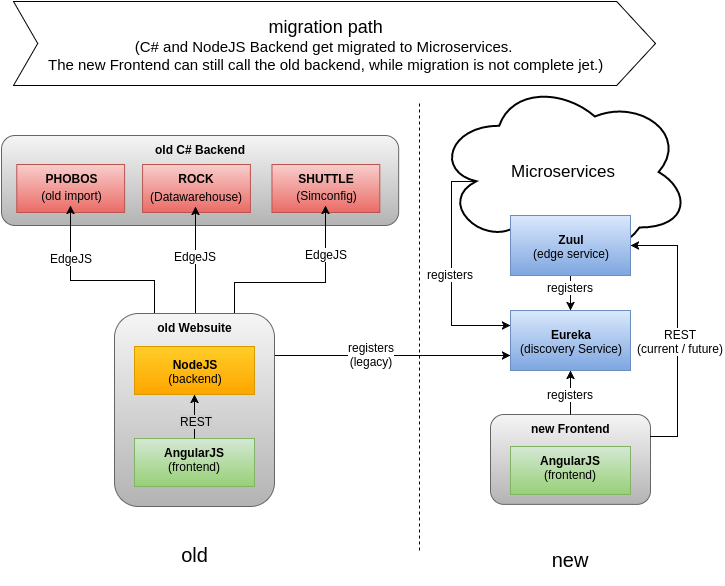 migration path
(C# and NodeJS Backend get migrated to Microservices.
The new Frontend can still call the old backend, while migration is not complete jet.)
old C# Backend
PHOBOS
(old import)
ROCK
(Datawarehouse)
SHUTTLE
(Simconfig)
EdgeJS
EdgeJS
EdgeJS
old Websuite
NodeJS
(backend)
REST
AngularJS
(frontend)
old
registers
(legacy)
Microservices
Zuul
(edge service)
registers
registers
Eureka
(discovery Service)
REST
(current / future)
registers
new Frontend
AngularJS
(frontend)
new